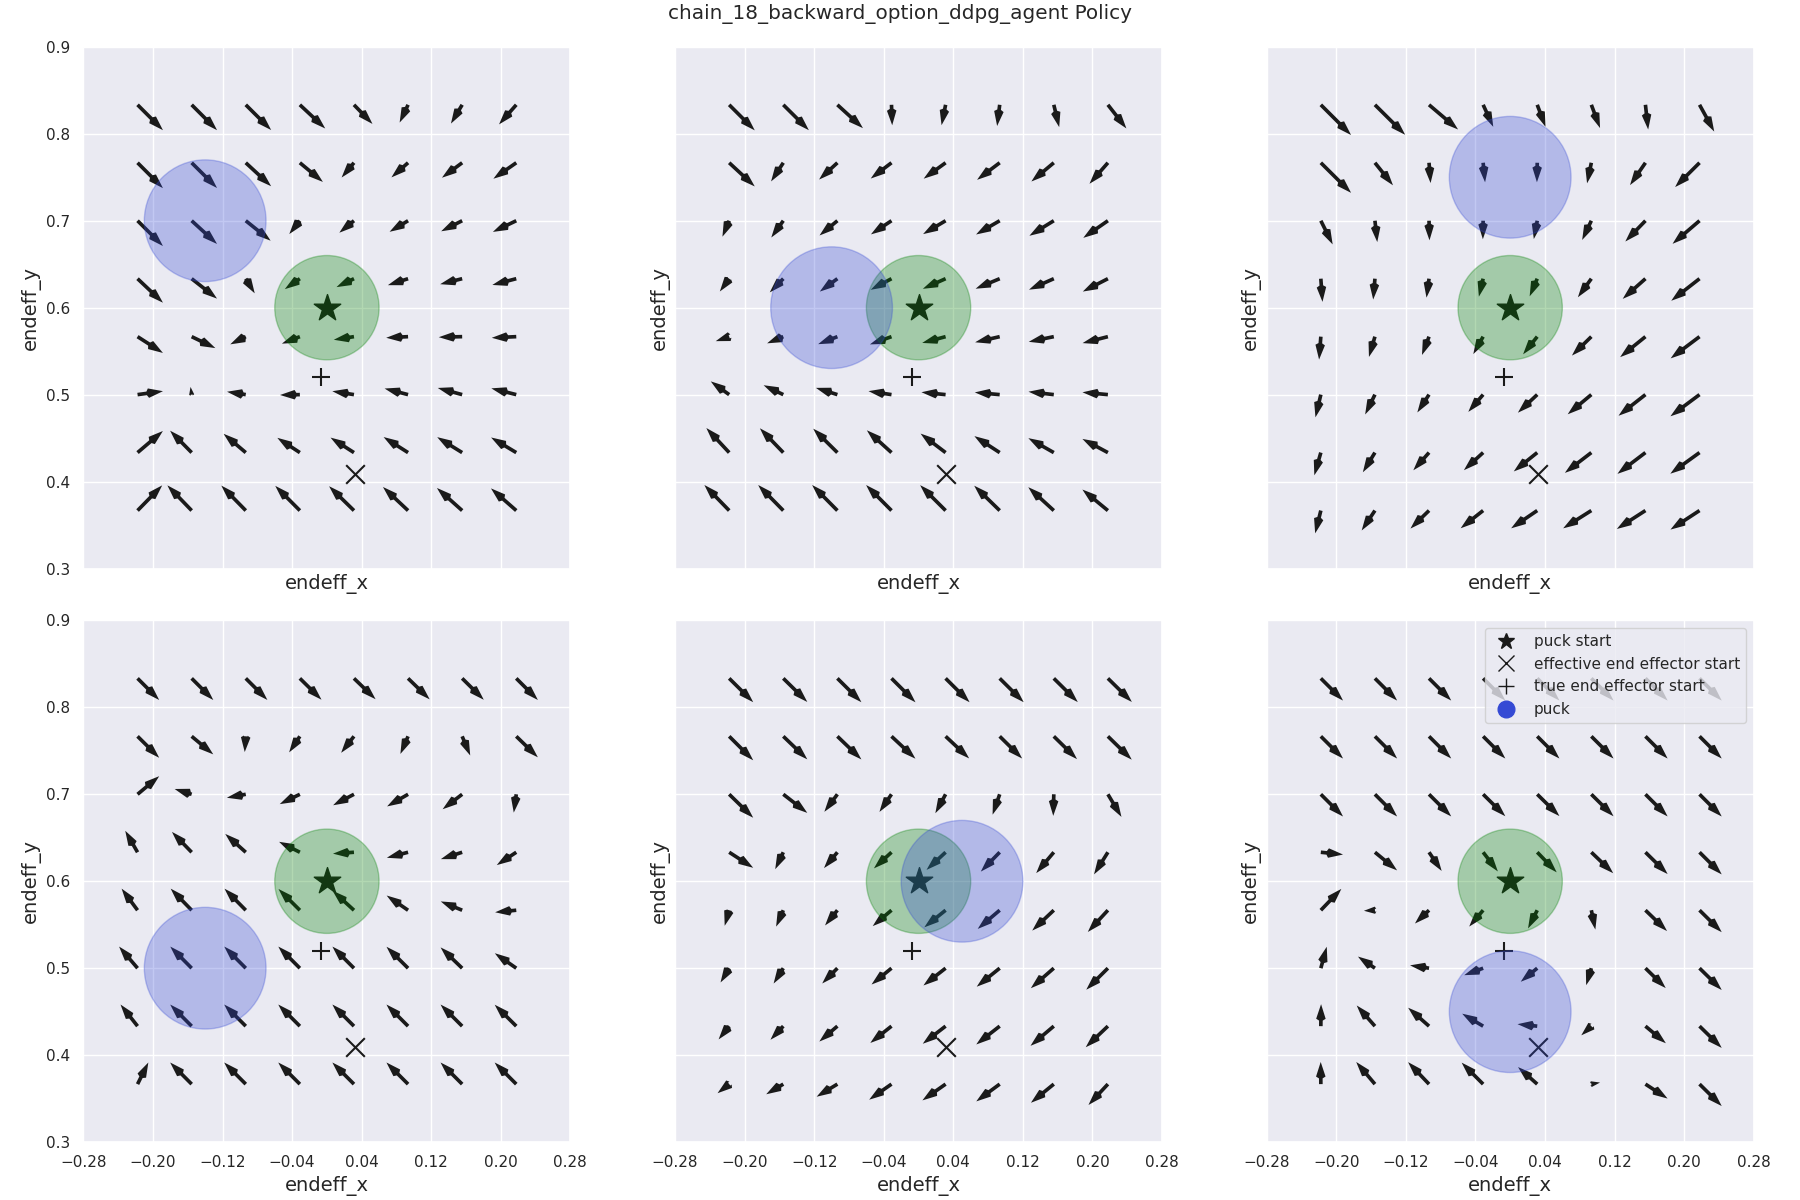 chain_18_backward_option_ddpg_agent Policy
0.9
0.8
0.7
0.6
0.5
0.4
0.3
endeff_y
endeff_x
endeff_y
endeff_x
endeff_y
endeff_x
0.9
0.8
0.7
0.6
0.5
0.4
0.3
endeff_y
−0.28 −0.20 −0.12 −0.04 0.04 0.12 0.20 0.28
endeff_x
endeff_y
−0.28 −0.20 −0.12 −0.04 0.04 0.12 0.20 0.28
endeff_x
puck start
effective end effector start
true end effector start
puck
endeff_y
−0.28 −0.20 −0.12 −0.04 0.04 0.12 0.20 0.28
endeff_x